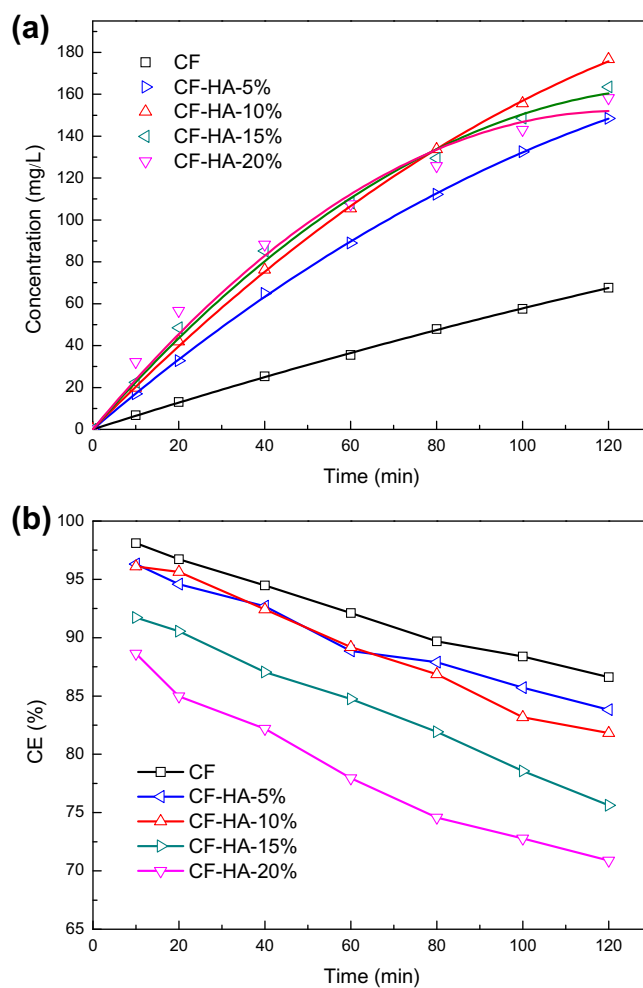 (a)
180
160
140
120
100
80
60
40
20
0
CF
CF-HA-5%
CF-HA-10%
CF-HA-15%
CF-HA-20%
Concentration (mg/L)
0 20 40 60 80 100 120
Time (min)
(b)
100
95
90
85
80
75
70
65
CE (%)
CF
CF-HA-5%
CF-HA-10%
CF-HA-15%
CF-HA-20%
0 20 40 60 80 100 120
Time (min)